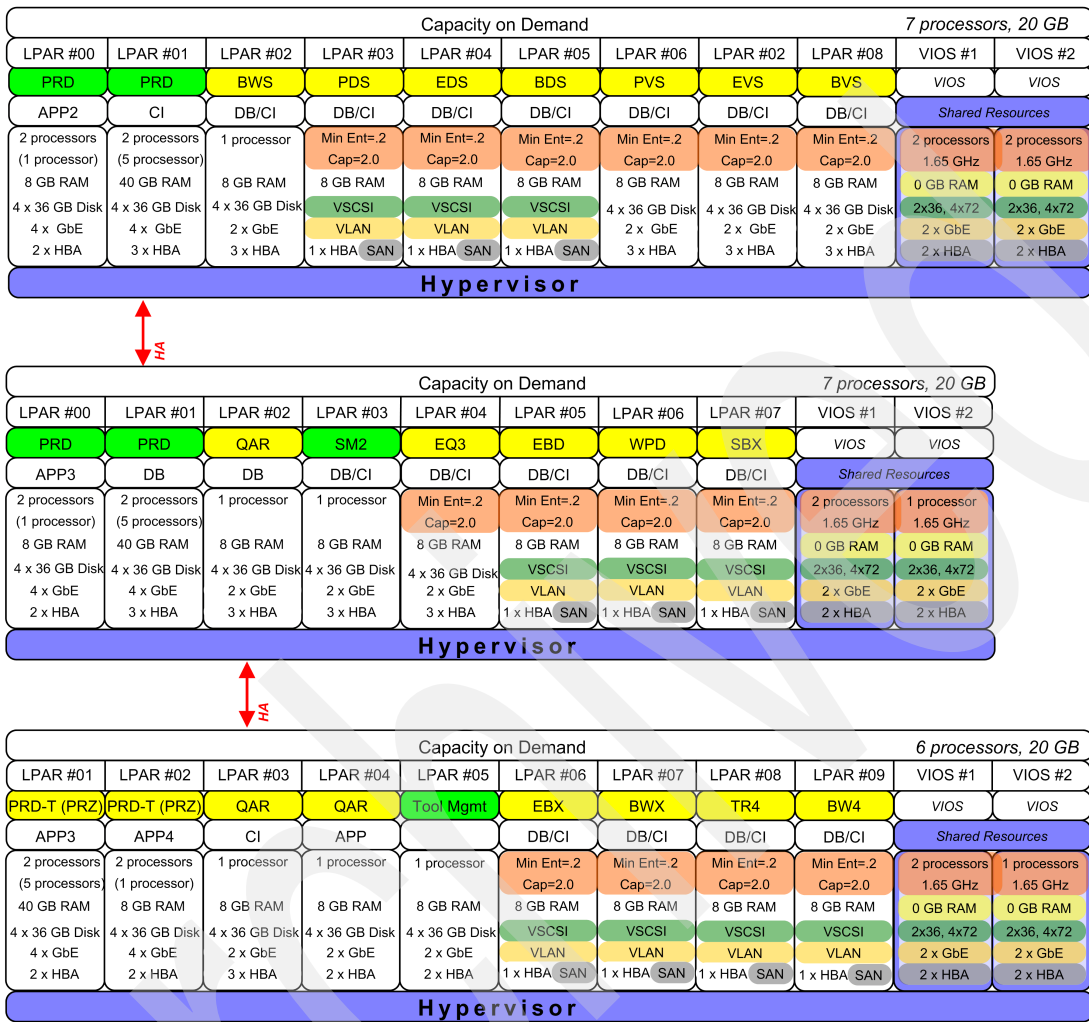 Capacity on Demand 7 processors, 20 GB
LPAR #00 LPAR #01 LPAR #02 LPAR #03 LPAR #04 LPAR #05 LPAR #06 LPAR #02 LPAR #08 VIOS #1 VIOS #2
PRD PRD BWS PDS EDS BDS PVS EVS BVS VIOS VIOS
APP2 CI DB/CI DB/CI DB/CI DB/CI DB/CI DB/CI DB/CI Shared Resources
2 processors 2 processors 1 processor Min Ent=.2 Min Ent=.2 Min Ent=.2 Min Ent=.2 Min Ent=.2 Min Ent=.2 2 processors 2 processors
(1 processor) (5 procsessor) Cap=2.0 Cap=2.0 Cap=2.0 Cap=2.0 Cap=2.0 Cap=2.0 1.65 GHz 1.65 GHz
8 GB RAM 40 GB RAM 8 GB RAM 8 GB RAM 8 GB RAM 8 GB RAM 8 GB RAM 8 GB RAM 8 GB RAM 0 GB RAM 0 GB RAM
4 x 36 GB Disk 4 x 36 GB Disk 4 x 36 GB Disk VSCSI VSCSI VSCSI 4 x 36 GB Disk 4 x 36 GB Disk 4 x 36 GB Disk 2x36, 4x72 2x36, 4x72
4 x GbE 4 x GbE 2 x GbE VLAN VLAN VLAN 2 x GbE 2 x GbE 2 x GbE 2 x GbE 2 x GbE
2 x HBA 3 x HBA 3 x HBA 1 x HBA SAN 1 x HBA SAN 1 x HBA SAN 3 x HBA 3 x HBA 3 x HBA 2 x HBA 2 x HBA
Hypervisor
HA
Capacity on Demand 7 processors, 20 GB
LPAR #00 LPAR #01 LPAR #02 LPAR #03 LPAR #04 LPAR #05 LPAR #06 LPAR #07 VIOS #1 VIOS #2
PRD PRD QAR SM2 EQ3 EBD WPD SBX VIOS VIOS
APP3 DB DB DB/CI DB/CI DB/CI DB/CI DB/CI Shared Resources
2 processors 2 processors 1 processor 1 processor Min Ent=.2 Min Ent=.2 Min Ent=.2 Min Ent=.2 2 processors 1 processor
(1 processor) (5 processors) Cap=2.0 Cap=2.0 Cap=2.0 Cap=2.0 1.65 GHz 1.65 GHz
8 GB RAM 40 GB RAM 8 GB RAM 8 GB RAM 8 GB RAM 8 GB RAM 8 GB RAM 8 GB RAM 0 GB RAM 0 GB RAM
4 x 36 GB Disk 4 x 36 GB Disk 4 x 36 GB Disk 4 x 36 GB Disk 4 x 36 GB Disk VSCSI VSCSI VSCSI 2x36, 4x72 2x36, 4x72
4 x GbE 4 x GbE 2 x GbE 2 x GbE 2 x GbE VLAN VLAN VLAN 2 x GbE 2 x GbE
2 x HBA 3 x HBA 3 x HBA 3 x HBA 3 x HBA 1 x HBA SAN 1 x HBA SAN 1 x HBA SAN 2 x HBA 2 x HBA
Hypervisor
HA
Capacity on Demand 6 processors, 20 GB
LPAR #01 LPAR #02 LPAR #03 LPAR #04 LPAR #05 LPAR #06 LPAR #07 LPAR #08 LPAR #09 VIOS #1 VIOS #2
PRD-T (PRZ) PRD-T (PRZ) QAR QAR Tool Mgmt EBX BWX TR4 BW4 VIOS VIOS
APP3 APP4 CI APP DB/CI DB/CI DB/CI DB/CI Shared Resources
2 processors 2 processors 1 processor 1 processor 1 processor Min Ent=.2 Min Ent=.2 Min Ent=.2 Min Ent=.2 2 processors 1 processors
(5 processors) (1 processor) Cap=2.0 Cap=2.0 Cap=2.0 Cap=2.0 1.65 GHz 1.65 GHz
40 GB RAM 8 GB RAM 8 GB RAM 8 GB RAM 8 GB RAM 8 GB RAM 8 GB RAM 8 GB RAM 8 GB RAM 0 GB RAM 0 GB RAM
4 x 36 GB Disk 4 x 36 GB Disk 4 x 36 GB Disk 4 x 36 GB Disk 4 x 36 GB Disk VSCSI VSCSI VSCSI VSCSI 2x36, 4x72 2x36, 4x72
4 x GbE 4 x GbE 2 x GbE 2 x GbE 2 x GbE VLAN VLAN VLAN VLAN 2 x GbE 2 x GbE
2 x HBA 2 x HBA 3 x HBA 2 x HBA 2 x HBA 1 x HBA SAN 1 x HBA SAN 1 x HBA SAN 1 x HBA SAN 2 x HBA 2 x HBA
Hypervisor